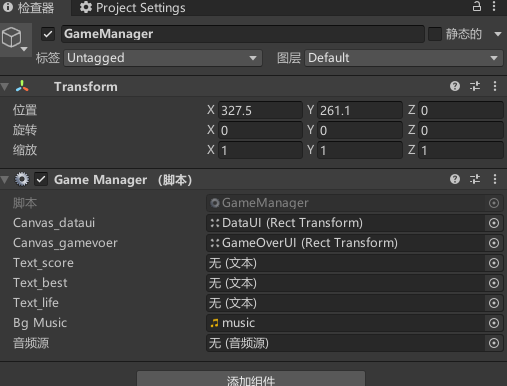 检查器 Project Settings
GameManager 静态的
标签 Untagged 图层 Default
Transform
位置 X 327.5 Y 261.1 Z 0
旋转 X 0 Y 0 Z 0
缩放 X 1 Y 1 Z 1
Game Manager （脚本）
脚本 GameManager
Canvas_dataui DataUI (Rect Transform)
Canvas_gamevoer GameOverUI (Rect Transform)
Text_score 无 (文本)
Text_best 无 (文本)
Text_life 无 (文本)
Bg Music music
音频源 无 (音频源)
添加组件